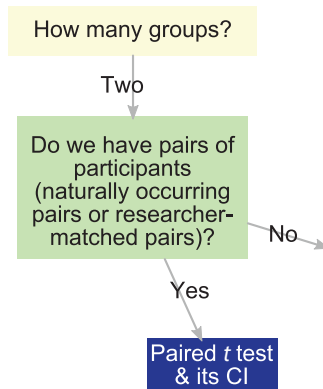 How many groups?
Two
Do we have pairs of
participants
(naturally occurring
pairs or researcher-
matched pairs)?
No
Yes
Paired t test
& its CI